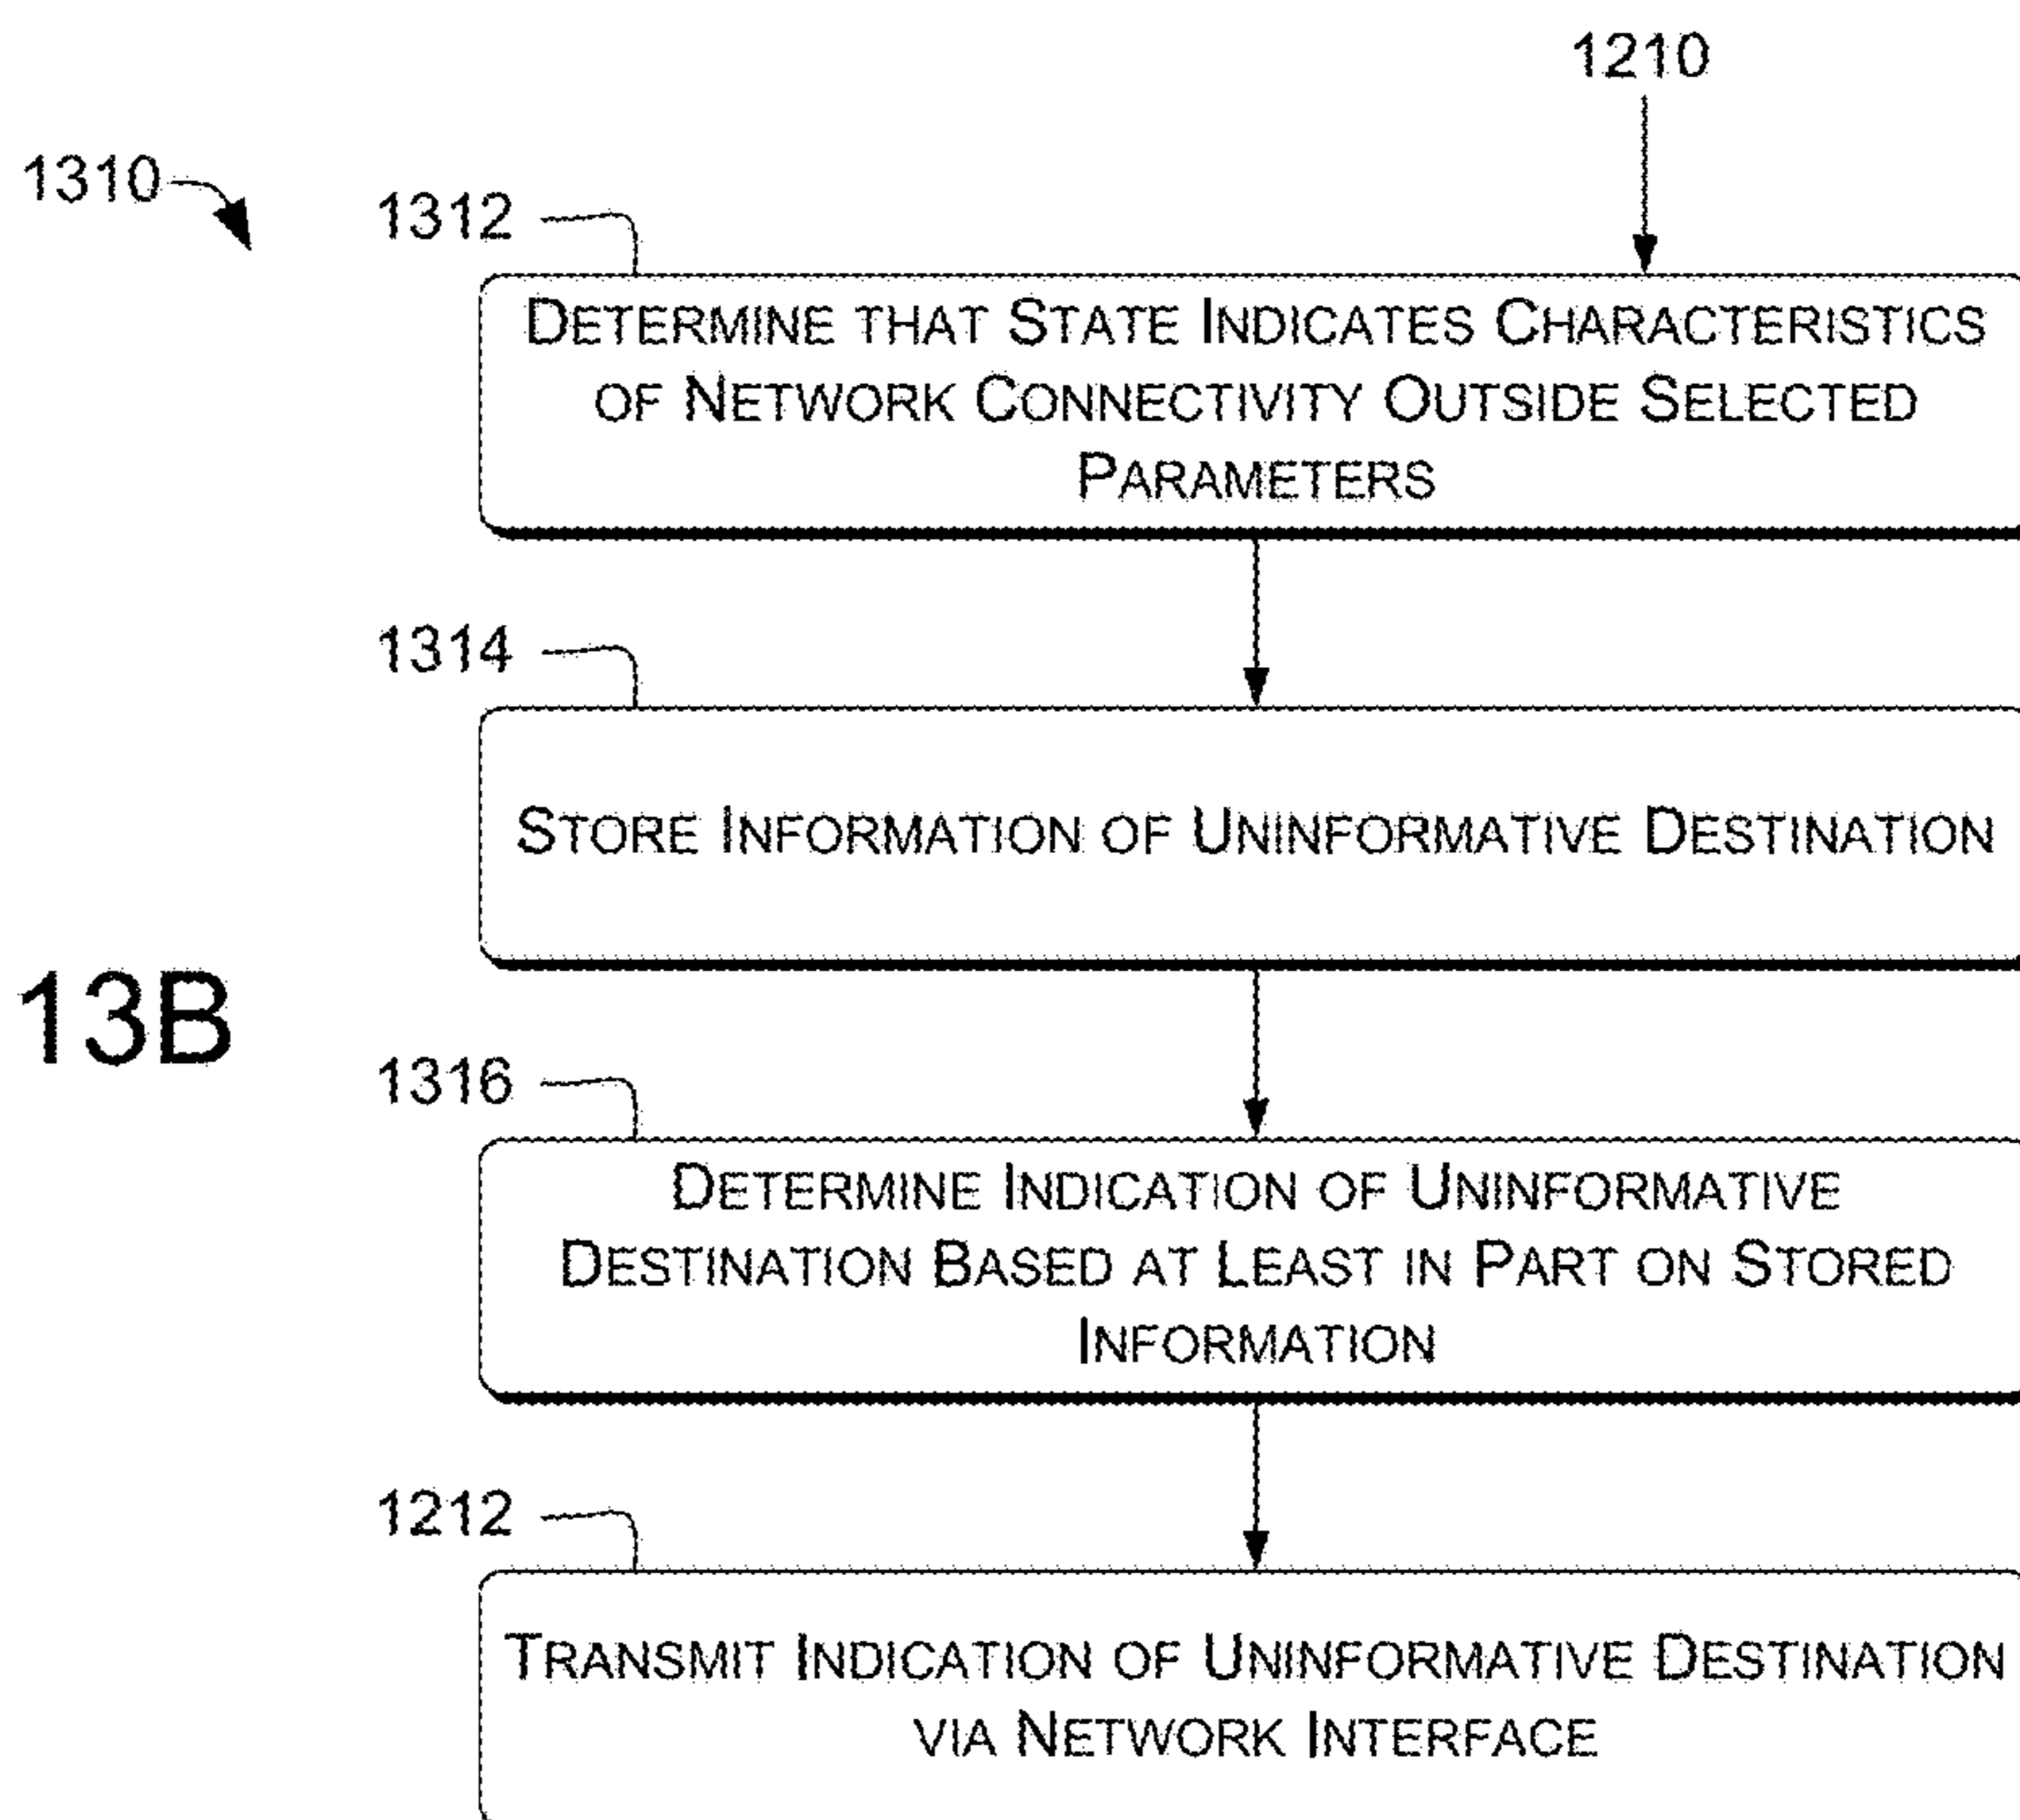 1210
1310
1312
DETERMINE THAT STATE INDICATES CHARACTERISTICS
OF NETWORK CONNECTIVITY OUTSIDE SELECTED
PARAMETERS
1314
STORE INFORMATION OF UNINFORMATIVE DESTINATION
13B
1316
DETERMINE INDICATION OF UNINFORMATIVE
DESTINATION BASED AT LEAST IN PART ON STORED
INFORMATION
1212
TRANSMIT INDICATION OF UNINFORMATIVE DESTINATION
VIA NETWORK INTERFACE